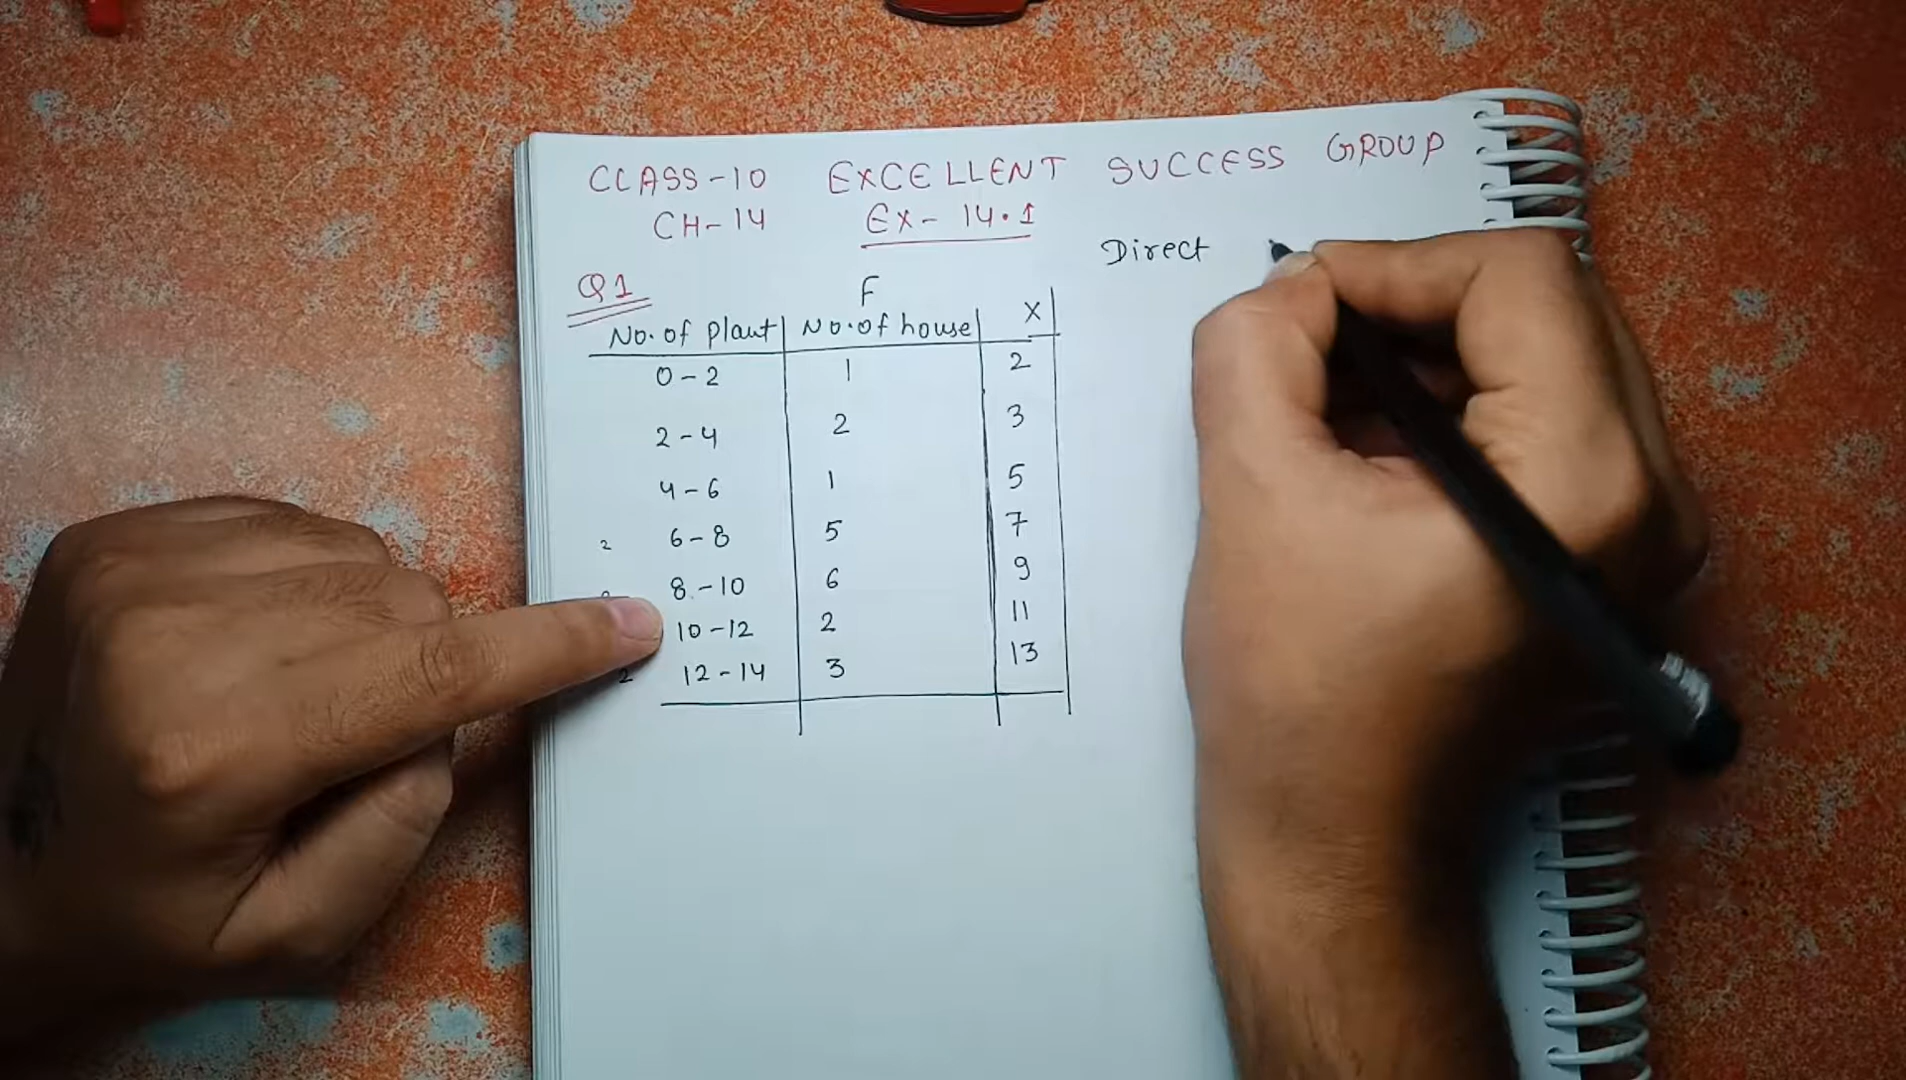 CLASS-10 EXCELLENT SUCCESS GROUP
CH-14 EX-14.1
Direct
Q1
F
No. of plant No. of house X
0-2 1 2
2-4 2 3
4-6 1 5
2 6-8 5 7
8-10 6 9
10-12 2 11
2 12-14 3 13